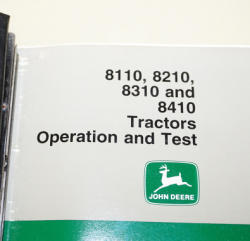 8110, 8210,
8310 and
8410
Tractors
Operation and Test
JOHN DEERE